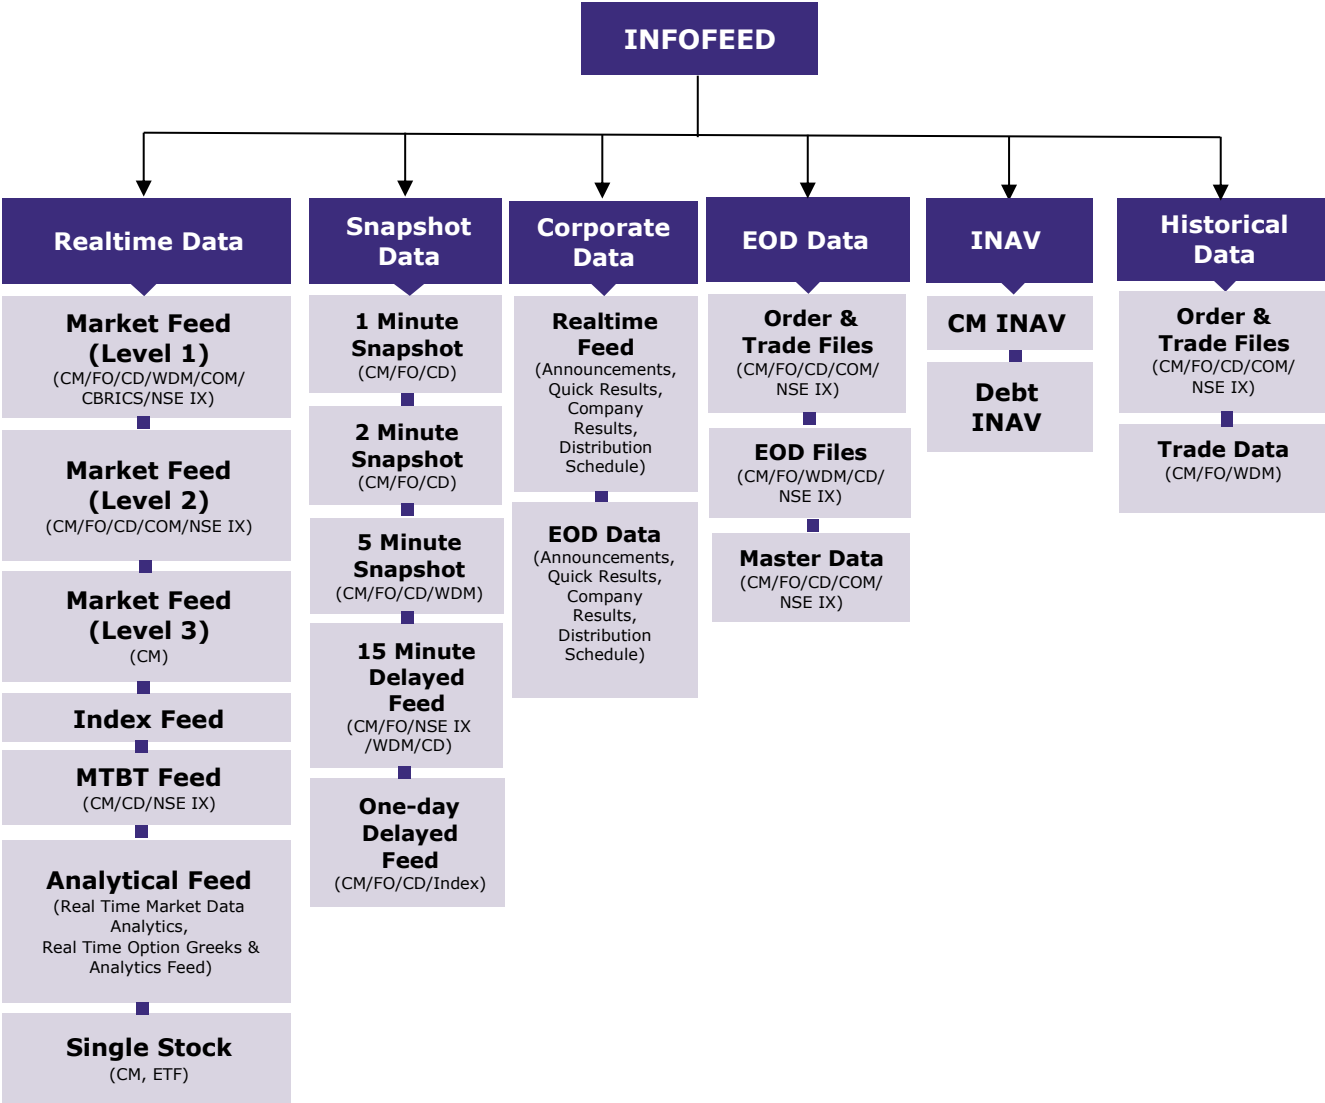 INFOFEED
Realtime Data
Market Feed
(Level 1)
(CM/FO/CD/WDM/COM/
CBRICS/NSE IX)
Market Feed
(Level 2)
(CM/FO/CD/COM/NSE IX)
Market Feed
(Level 3)
(CM)
Index Feed
MTBT Feed
(CM/CD/NSE IX)
Analytical Feed
(Real Time Market Data
Analytics,
Real Time Option Greeks &
Analytics Feed)
Single Stock
(CM, ETF)
Snapshot
Data
1 Minute
Snapshot
(CM/FO/CD)
2 Minute
Snapshot
(CM/FO/CD)
5 Minute
Snapshot
(CM/FO/CD/WDM)
15 Minute
Delayed
Feed
(CM/FO/NSE IX
/WDM/CD)
One-day
Delayed
Feed
(CM/FO/CD/Index)
Corporate
Data
Realtime
Feed
(Announcements,
Quick Results,
Company
Results,
Distribution
Schedule)
EOD Data
(Announcements,
Quick Results,
Company
Results,
Distribution
Schedule)
EOD Data
Order &
Trade Files
(CM/FO/CD/COM/
NSE IX)
EOD Files
(CM/FO/WDM/CD/
NSE IX)
Master Data
(CM/FO/CD/COM/
NSE IX)
INAV
CM INAV
Debt
INAV
Historical
Data
Order &
Trade Files
(CM/FO/CD/COM/
NSE IX)
Trade Data
(CM/FO/WDM)